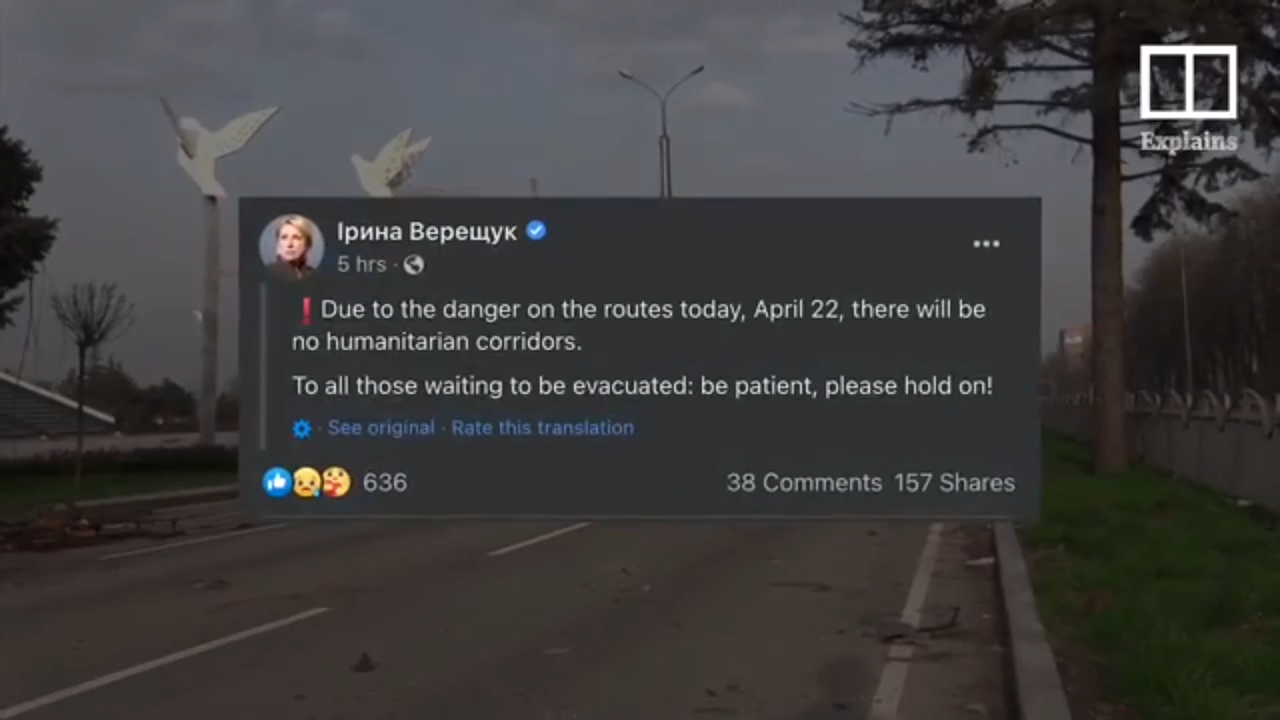 Explains
Ірина Верещук
5 hrs ·
❗Due to the danger on the routes today, April 22, there will be
no humanitarian corridors.
To all those waiting to be evacuated: be patient, please hold on!
· See original · Rate this translation
636
38 Comments 157 Shares